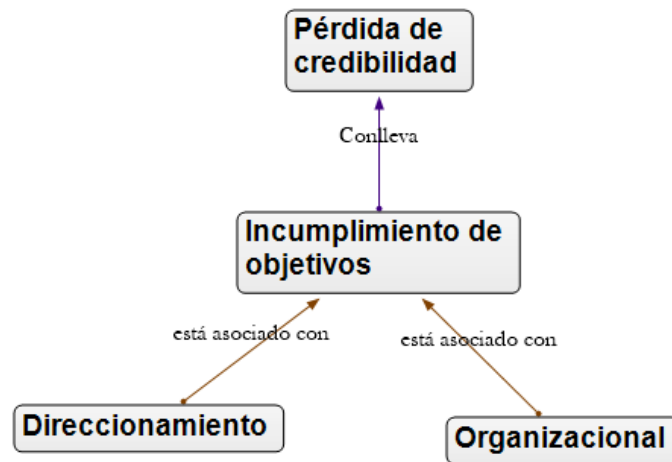 Pérdida de
credibilidad
Conlleva
Incumplimiento de
objetivos
está asociado con
está asociado con
Direccionamiento
Organizacional